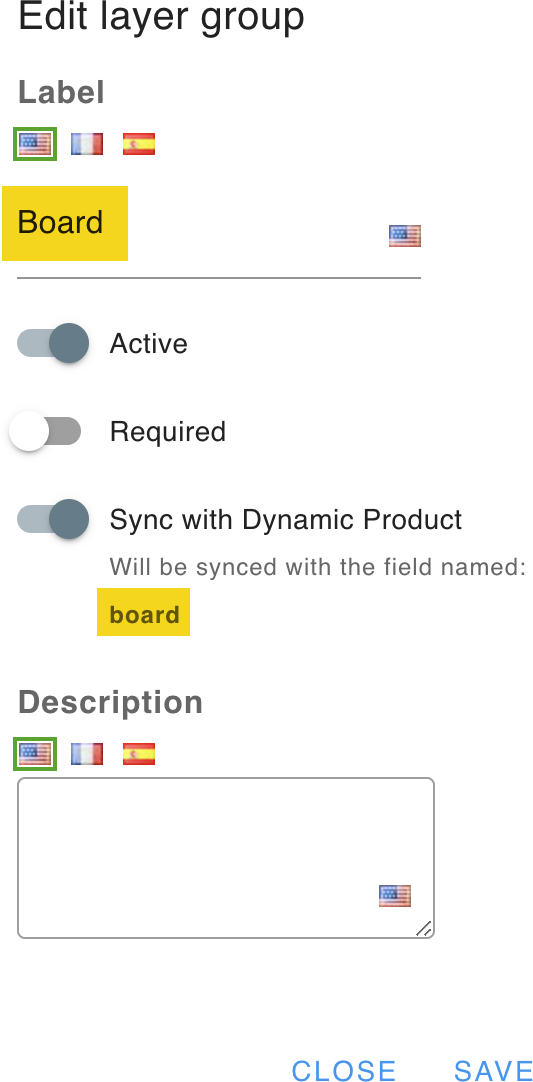 Edit layer group
Label
Board
Active
Required
Sync with Dynamic Product
Will be synced with the field named:
board
Description
CLOSE SAVE